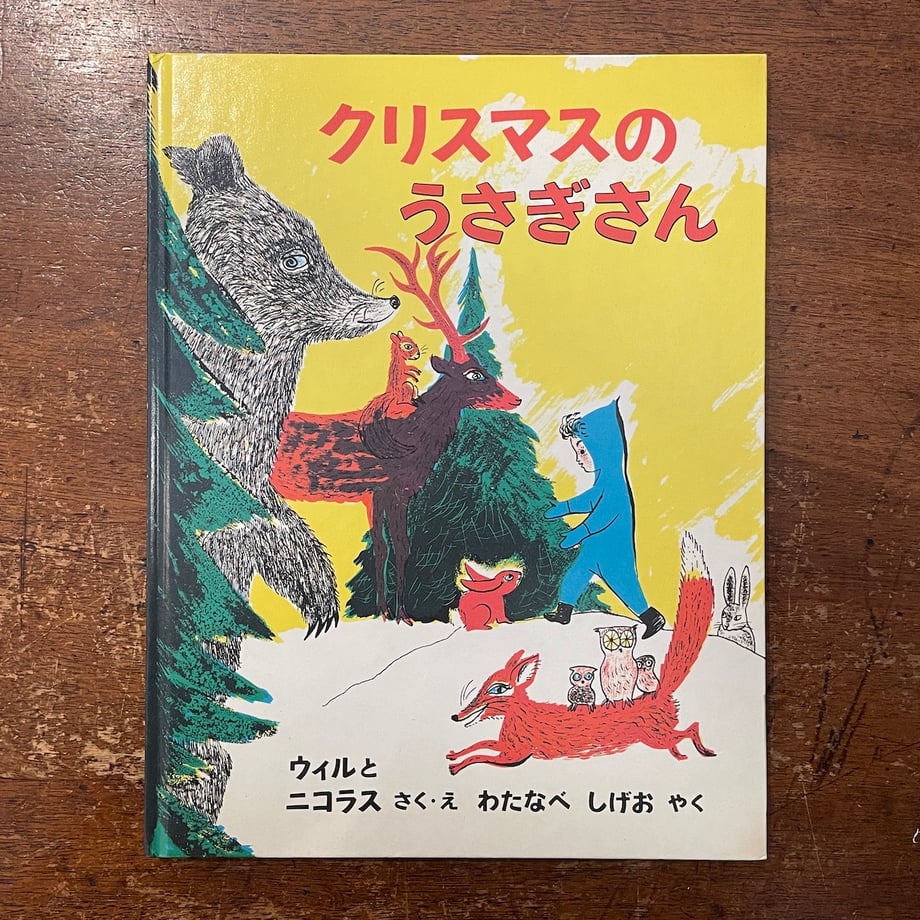 クリスマスの
うさぎさん
ウィルと
ニコラス さく・え わたなべ しげお やく